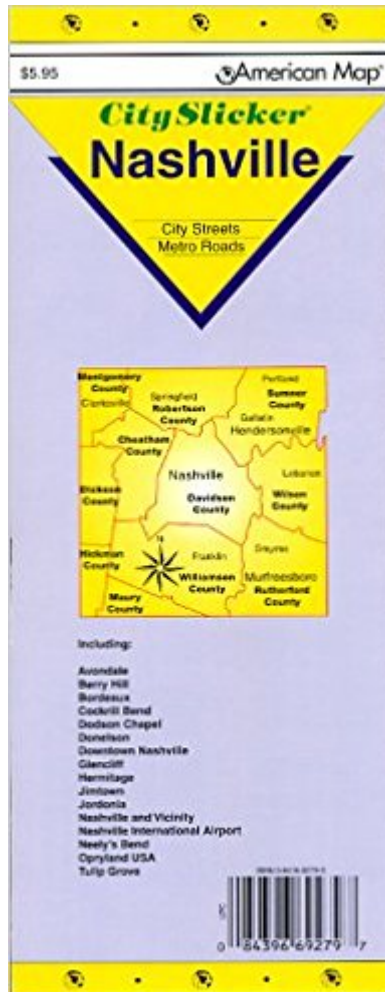 $5.95
American Map®
City Slicker®
Nashville
City Streets
Metro Roads
Montgomery
County
Clarksville
Springfield
Robertson
County
Portland
Sumner
County
Gallatin
Hendersonville
Cheatham
County
Nashville
Davidson
County
Lebanon
Wilson
County
Dickson
County
Hickman
County
Franklin
Williamson
County
Smyrna
Murfreesboro
Rutherford
County
Maury
County
Including:
Avondale
Berry Hill
Bordeaux
Cockrill Bend
Dodson Chapel
Donelson
Downtown Nashville
Glencliff
Hermitage
Jimtown
Jordonia
Nashville and Vicinity
Nashville International Airport
Neely's Bend
Opryland USA
Tulip Grove
0 84396 69279 7